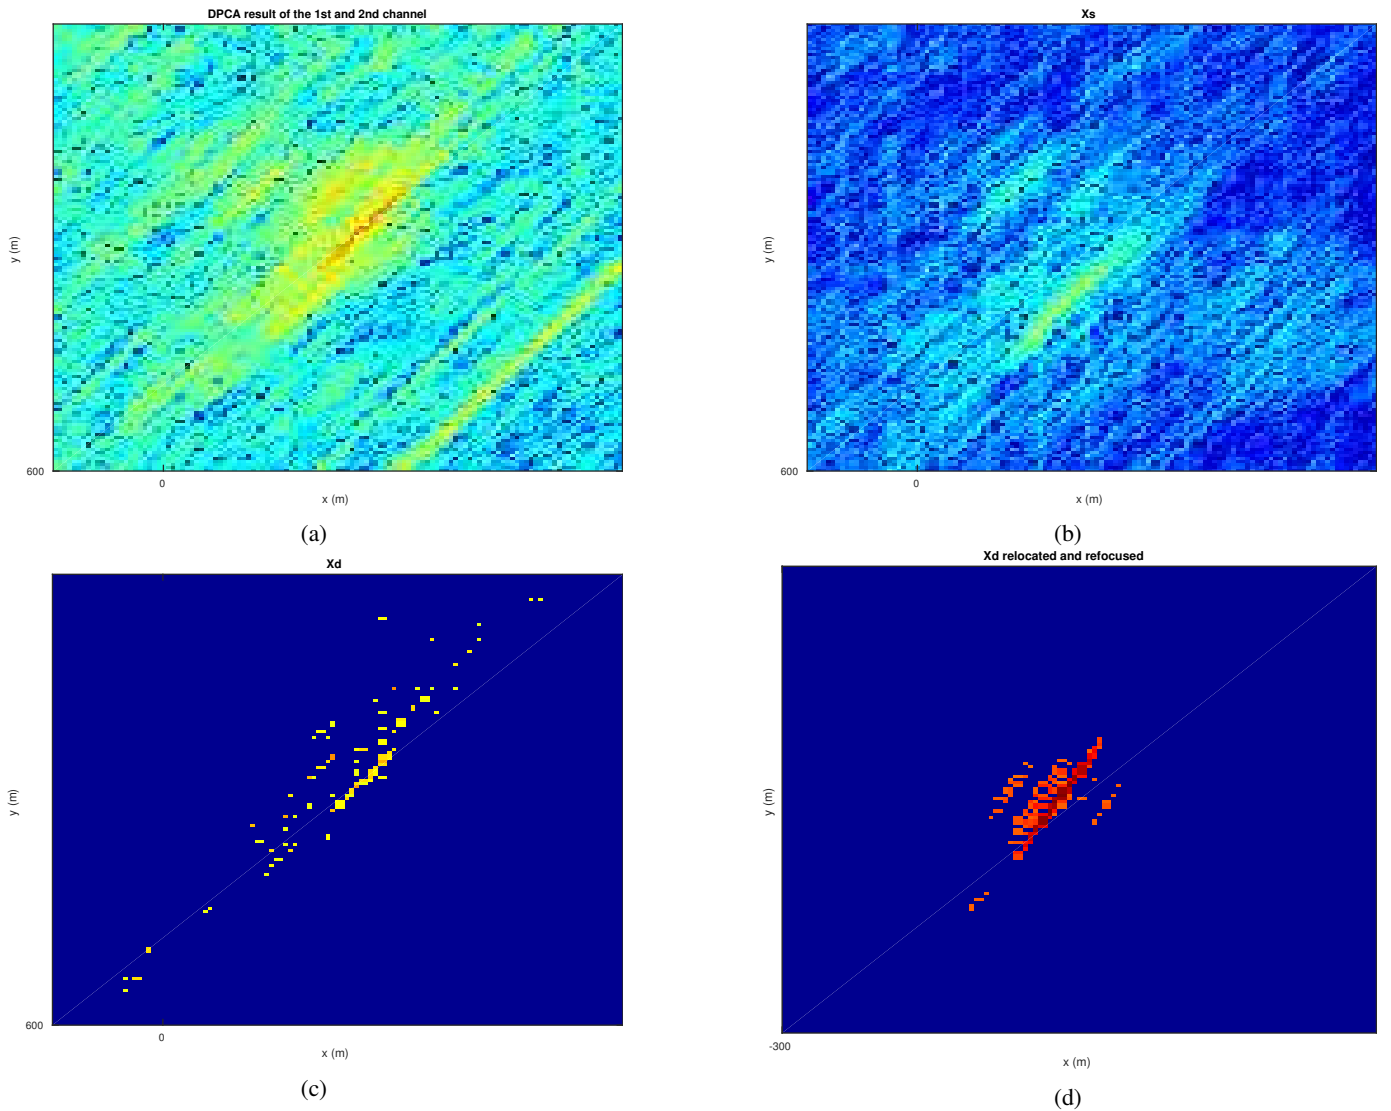 DPCA result of the 1st and 2nd channel
y (m)
600
0
x (m)
(a)
Xs
y (m)
600
0
x (m)
(b)
Xd
y (m)
600
0
x (m)
(c)
Xd relocated and refocused
y (m)
-300
x (m)
(d)